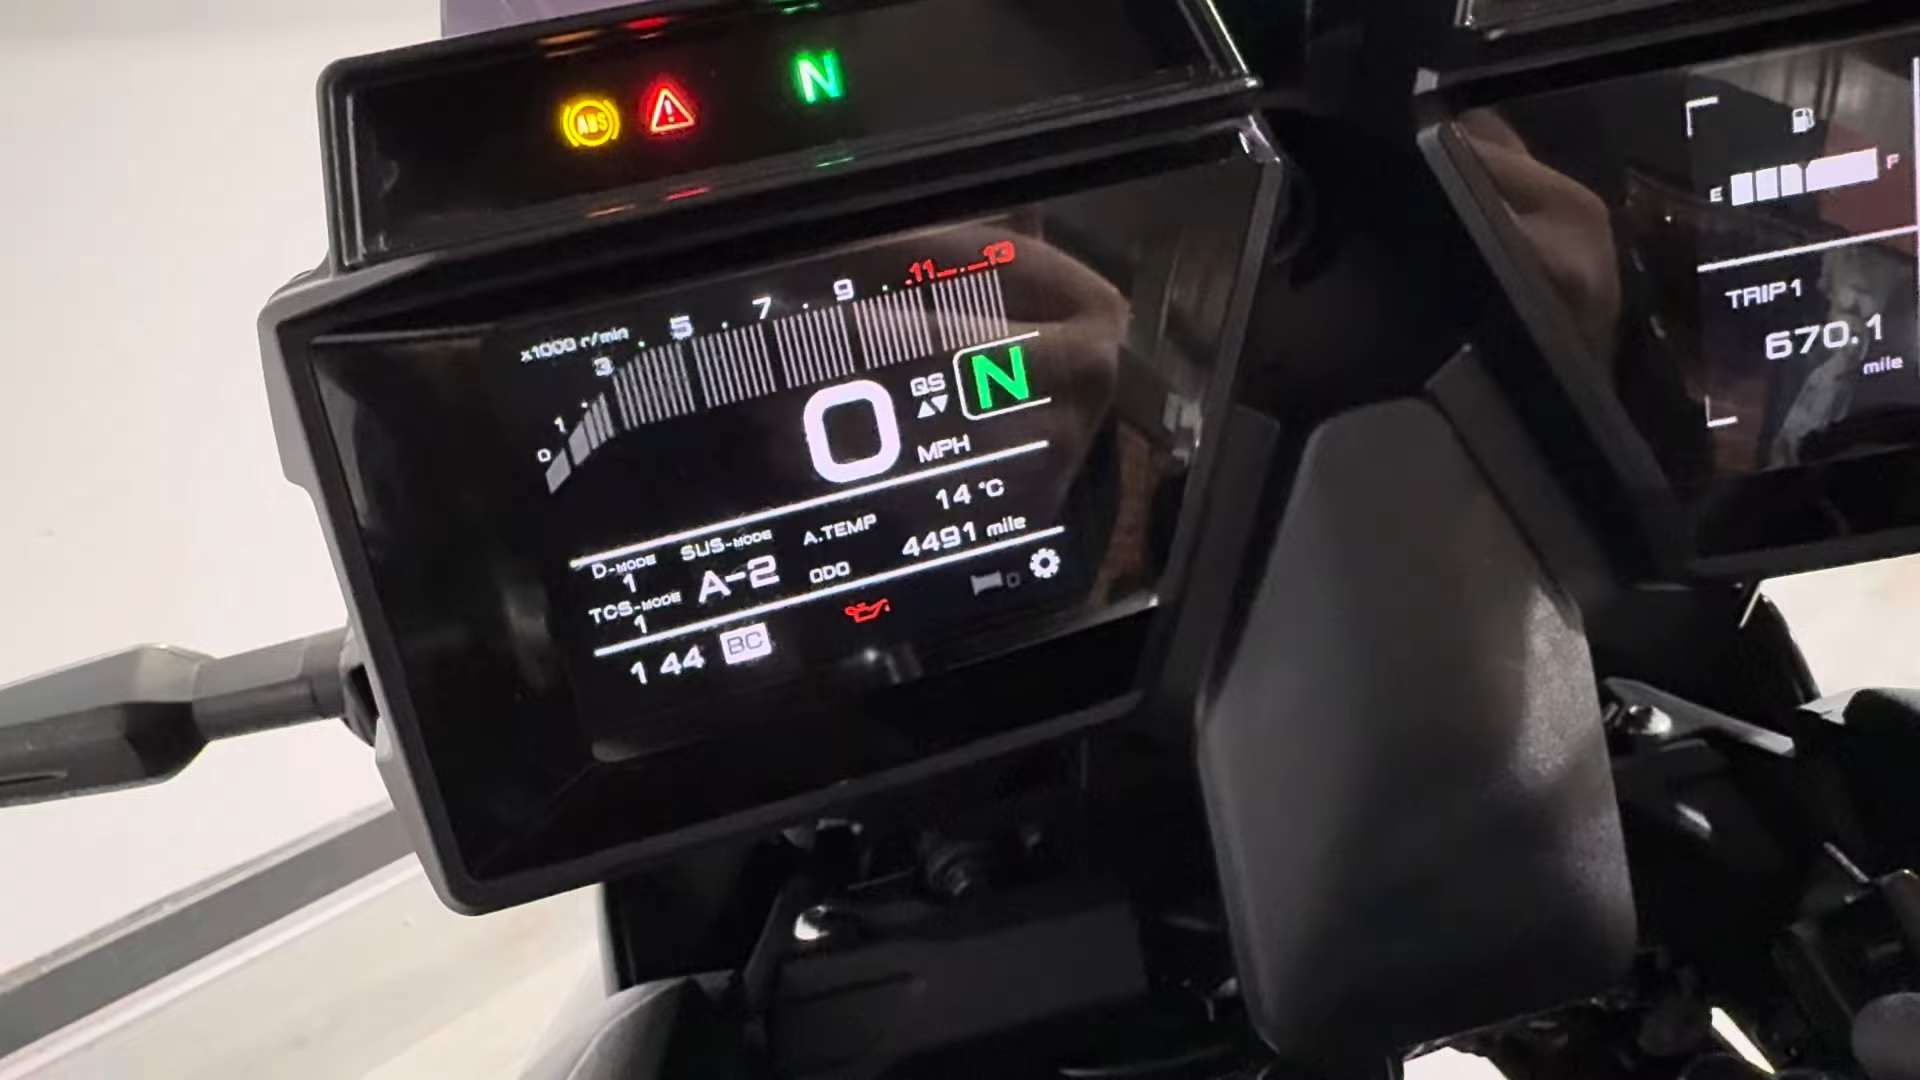 ABS
N
x1000 r/min
0 1 3 5 7 9 11 13
0
QS
N
MPH
D-MODE
1
SUS-MODE
A-2
A.TEMP
14 °C
TCS-MODE
1
ODO
4491 mile
1 44
BC
E F
TRIP1
670.1
mile